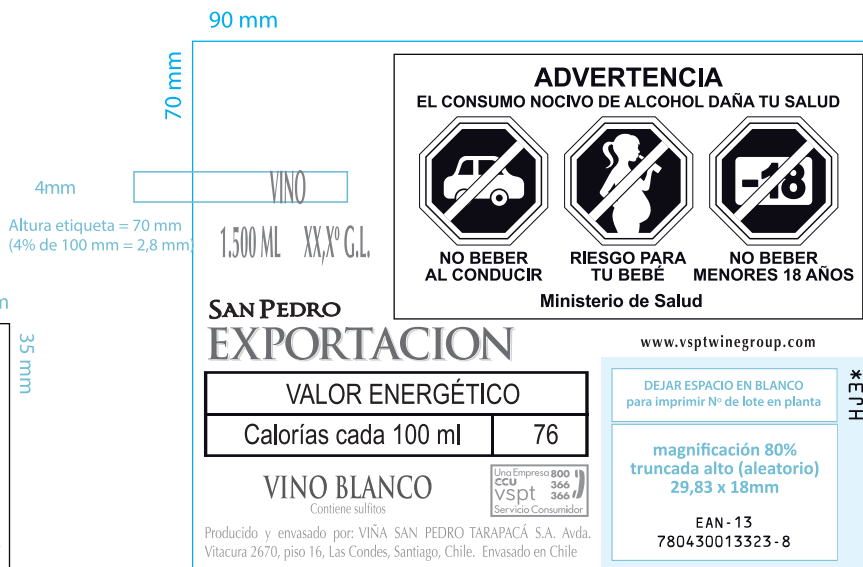 90 mm
70 mm
ADVERTENCIA
EL CONSUMO NOCIVO DE ALCOHOL DAÑA TU SALUD
-18
NO BEBER
AL CONDUCIR
RIESGO PARA
TU BEBÉ
NO BEBER
MENORES 18 AÑOS
Ministerio de Salud
4mm
VINO
Altura etiqueta = 70 mm
(4% de 100 mm = 2,8 mm)
1.500 ML XX,Xº G.L.
35 mm
SAN PEDRO
EXPORTACION
www.vsptwinegroup.com
VALOR ENERGÉTICO
Calorías cada 100 ml 76
DEJAR ESPACIO EN BLANCO
para imprimir Nº de lote en planta
magnificación 80%
truncada alto (aleatorio)
29,83 x 18mm
EAN-13
780430013323-8
VINO BLANCO
Contiene sulfitos
Una Empresa
CCU
vspt
800
366
366
Servicio Consumidor
Producido y envasado por: VIÑA SAN PEDRO TARAPACÁ S.A. Avda.
Vitacura 2670, piso 16, Las Condes, Santiago, Chile. Envasado en Chile